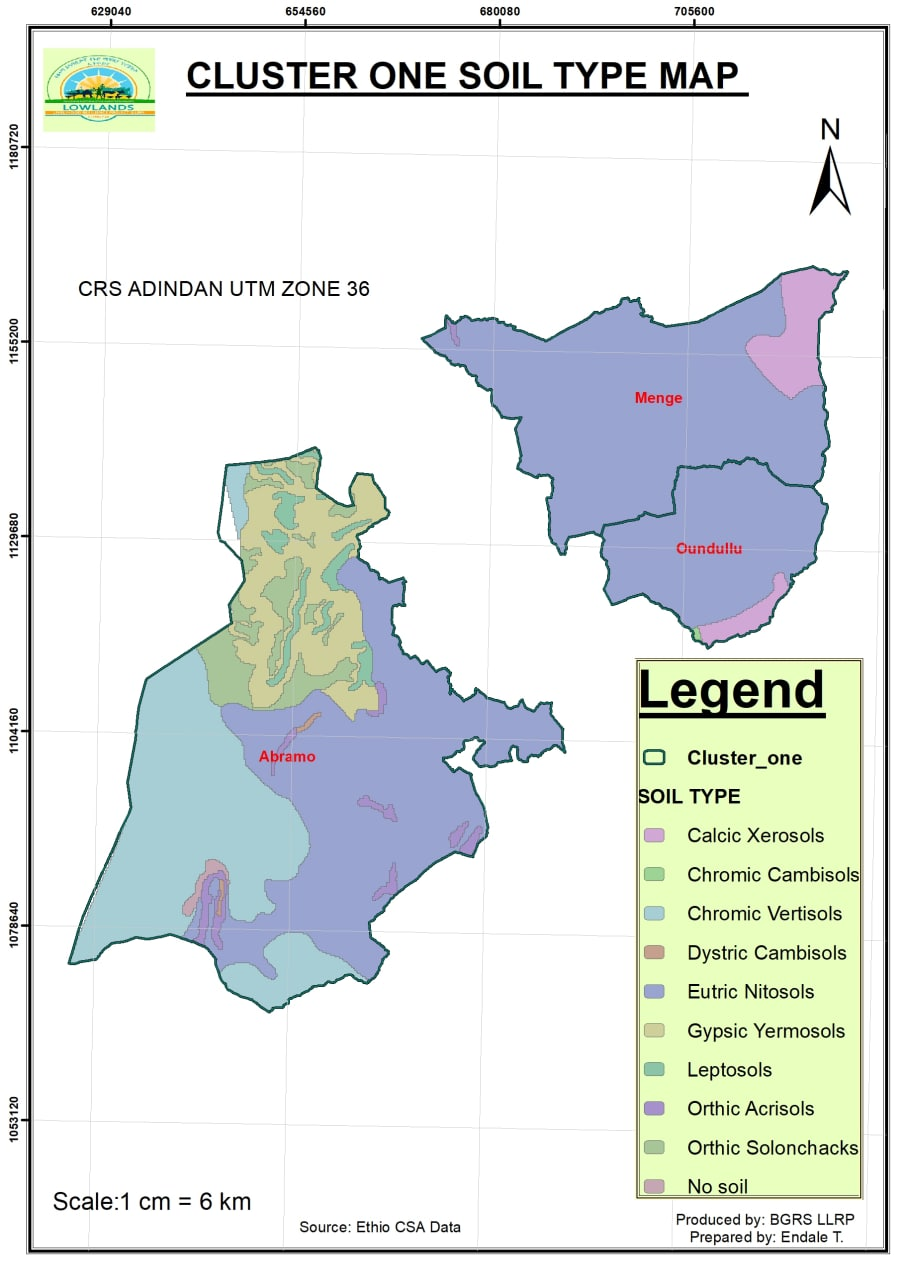 629040 654560 680080 705600
LOWLANDS
CLUSTER ONE SOIL TYPE MAP
N
1180720
CRS ADINDAN UTM ZONE 36
1155200
Menge
1129680
Oundullu
1104160
Abramo
1078640
1053120
Legend
Cluster_one
SOIL TYPE
Calcic Xerosols
Chromic Cambisols
Chromic Vertisols
Dystric Cambisols
Eutric Nitosols
Gypsic Yermosols
Leptosols
Orthic Acrisols
Orthic Solonchacks
No soil
Scale:1 cm = 6 km
Source: Ethio CSA Data
Produced by: BGRS LLRP
Prepared by: Endale T.